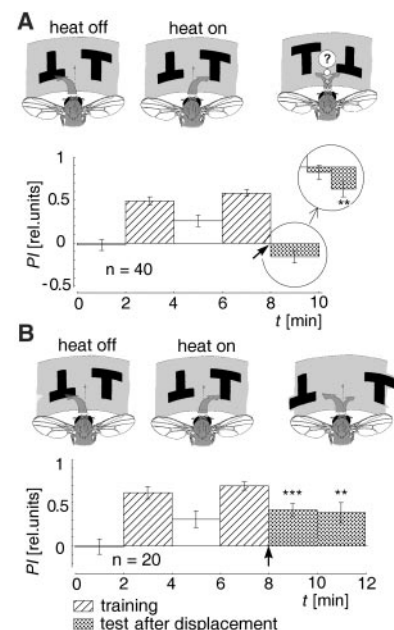 A
heat off heat on
?
PI [rel.units]
1
0.5
0
-0.5
n = 40
**
0 2 4 6 8 10
t [min]
B
heat off heat on
PI [rel.units]
1
0.5
0
n = 20
*** **
0 2 4 6 8 10 12
t [min]
training
test after displacement